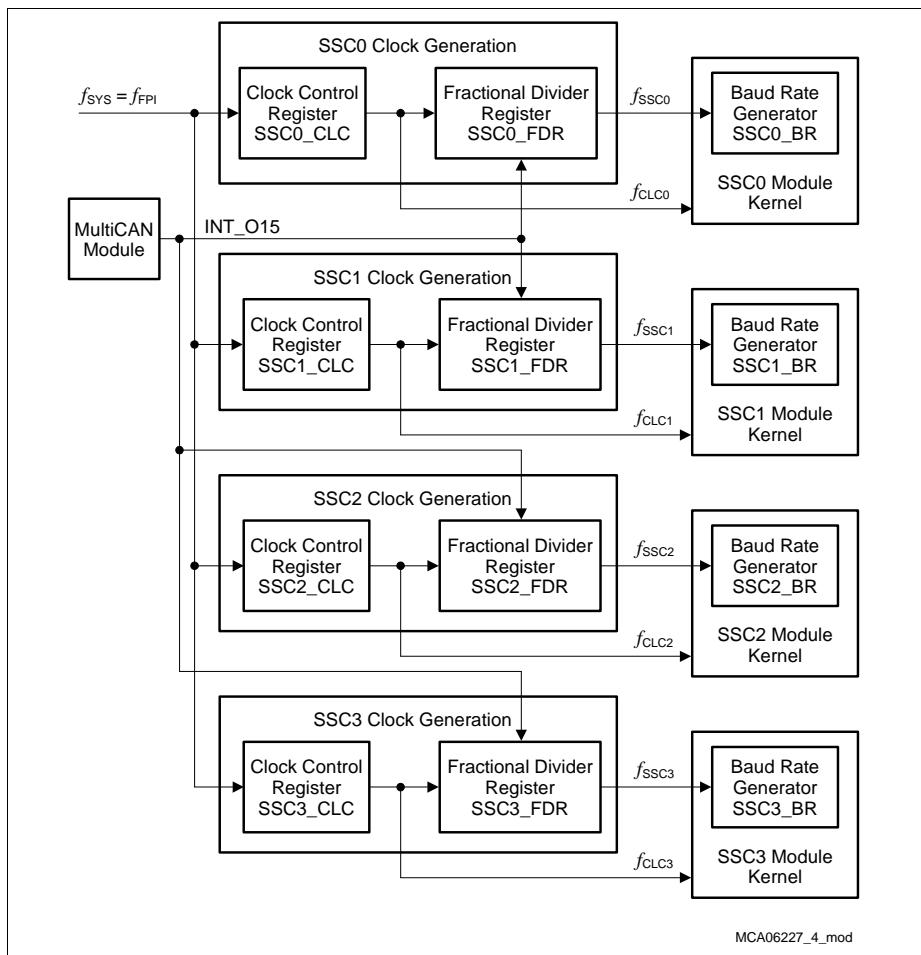 SSC0 Clock Generation
fSYS = fFPI
Clock Control
Register
SSC0_CLC
Fractional Divider
Register
SSC0_FDR
fSSC0
Baud Rate
Generator
SSC0_BR
SSC0 Module
Kernel
fCLC0
MultiCAN
Module
INT_O15
SSC1 Clock Generation
Clock Control
Register
SSC1_CLC
Fractional Divider
Register
SSC1_FDR
fSSC1
Baud Rate
Generator
SSC1_BR
SSC1 Module
Kernel
fCLC1
SSC2 Clock Generation
Clock Control
Register
SSC2_CLC
Fractional Divider
Register
SSC2_FDR
fSSC2
Baud Rate
Generator
SSC2_BR
SSC2 Module
Kernel
fCLC2
SSC3 Clock Generation
Clock Control
Register
SSC3_CLC
Fractional Divider
Register
SSC3_FDR
fSSC3
Baud Rate
Generator
SSC3_BR
SSC3 Module
Kernel
fCLC3
MCA06227_4_mod